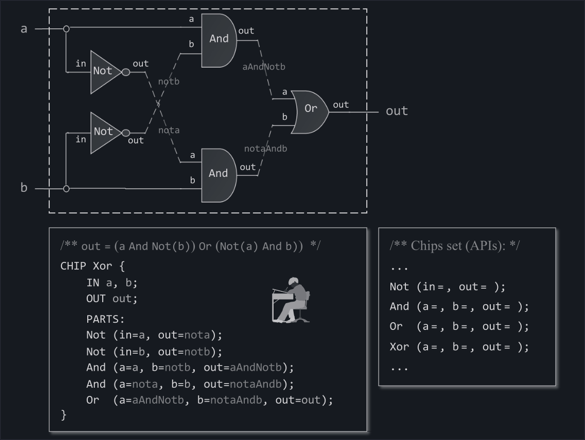 a
a
out
And
b
aAndNotb
in
Not
out
notb
a
Or
out
out
b
in
Not
out
nota
notaAndb
a
And
out
b
b
/** out = (a And Not(b)) Or (Not(a) And b)) */
CHIP Xor {
IN a, b;
OUT out;
PARTS:
Not (in=a, out=nota);
Not (in=b, out=notb);
And (a=a, b=notb, out=aAndNotb);
And (a=nota, b=b, out=notaAndb);
Or (a=aAndNotb, b=notaAndb, out=out);
}
/** Chips set (APIs): */
...
Not (in=, out= );
And (a=, b=, out= );
Or (a=, b=, out= );
Xor (a=, b=, out= );
...